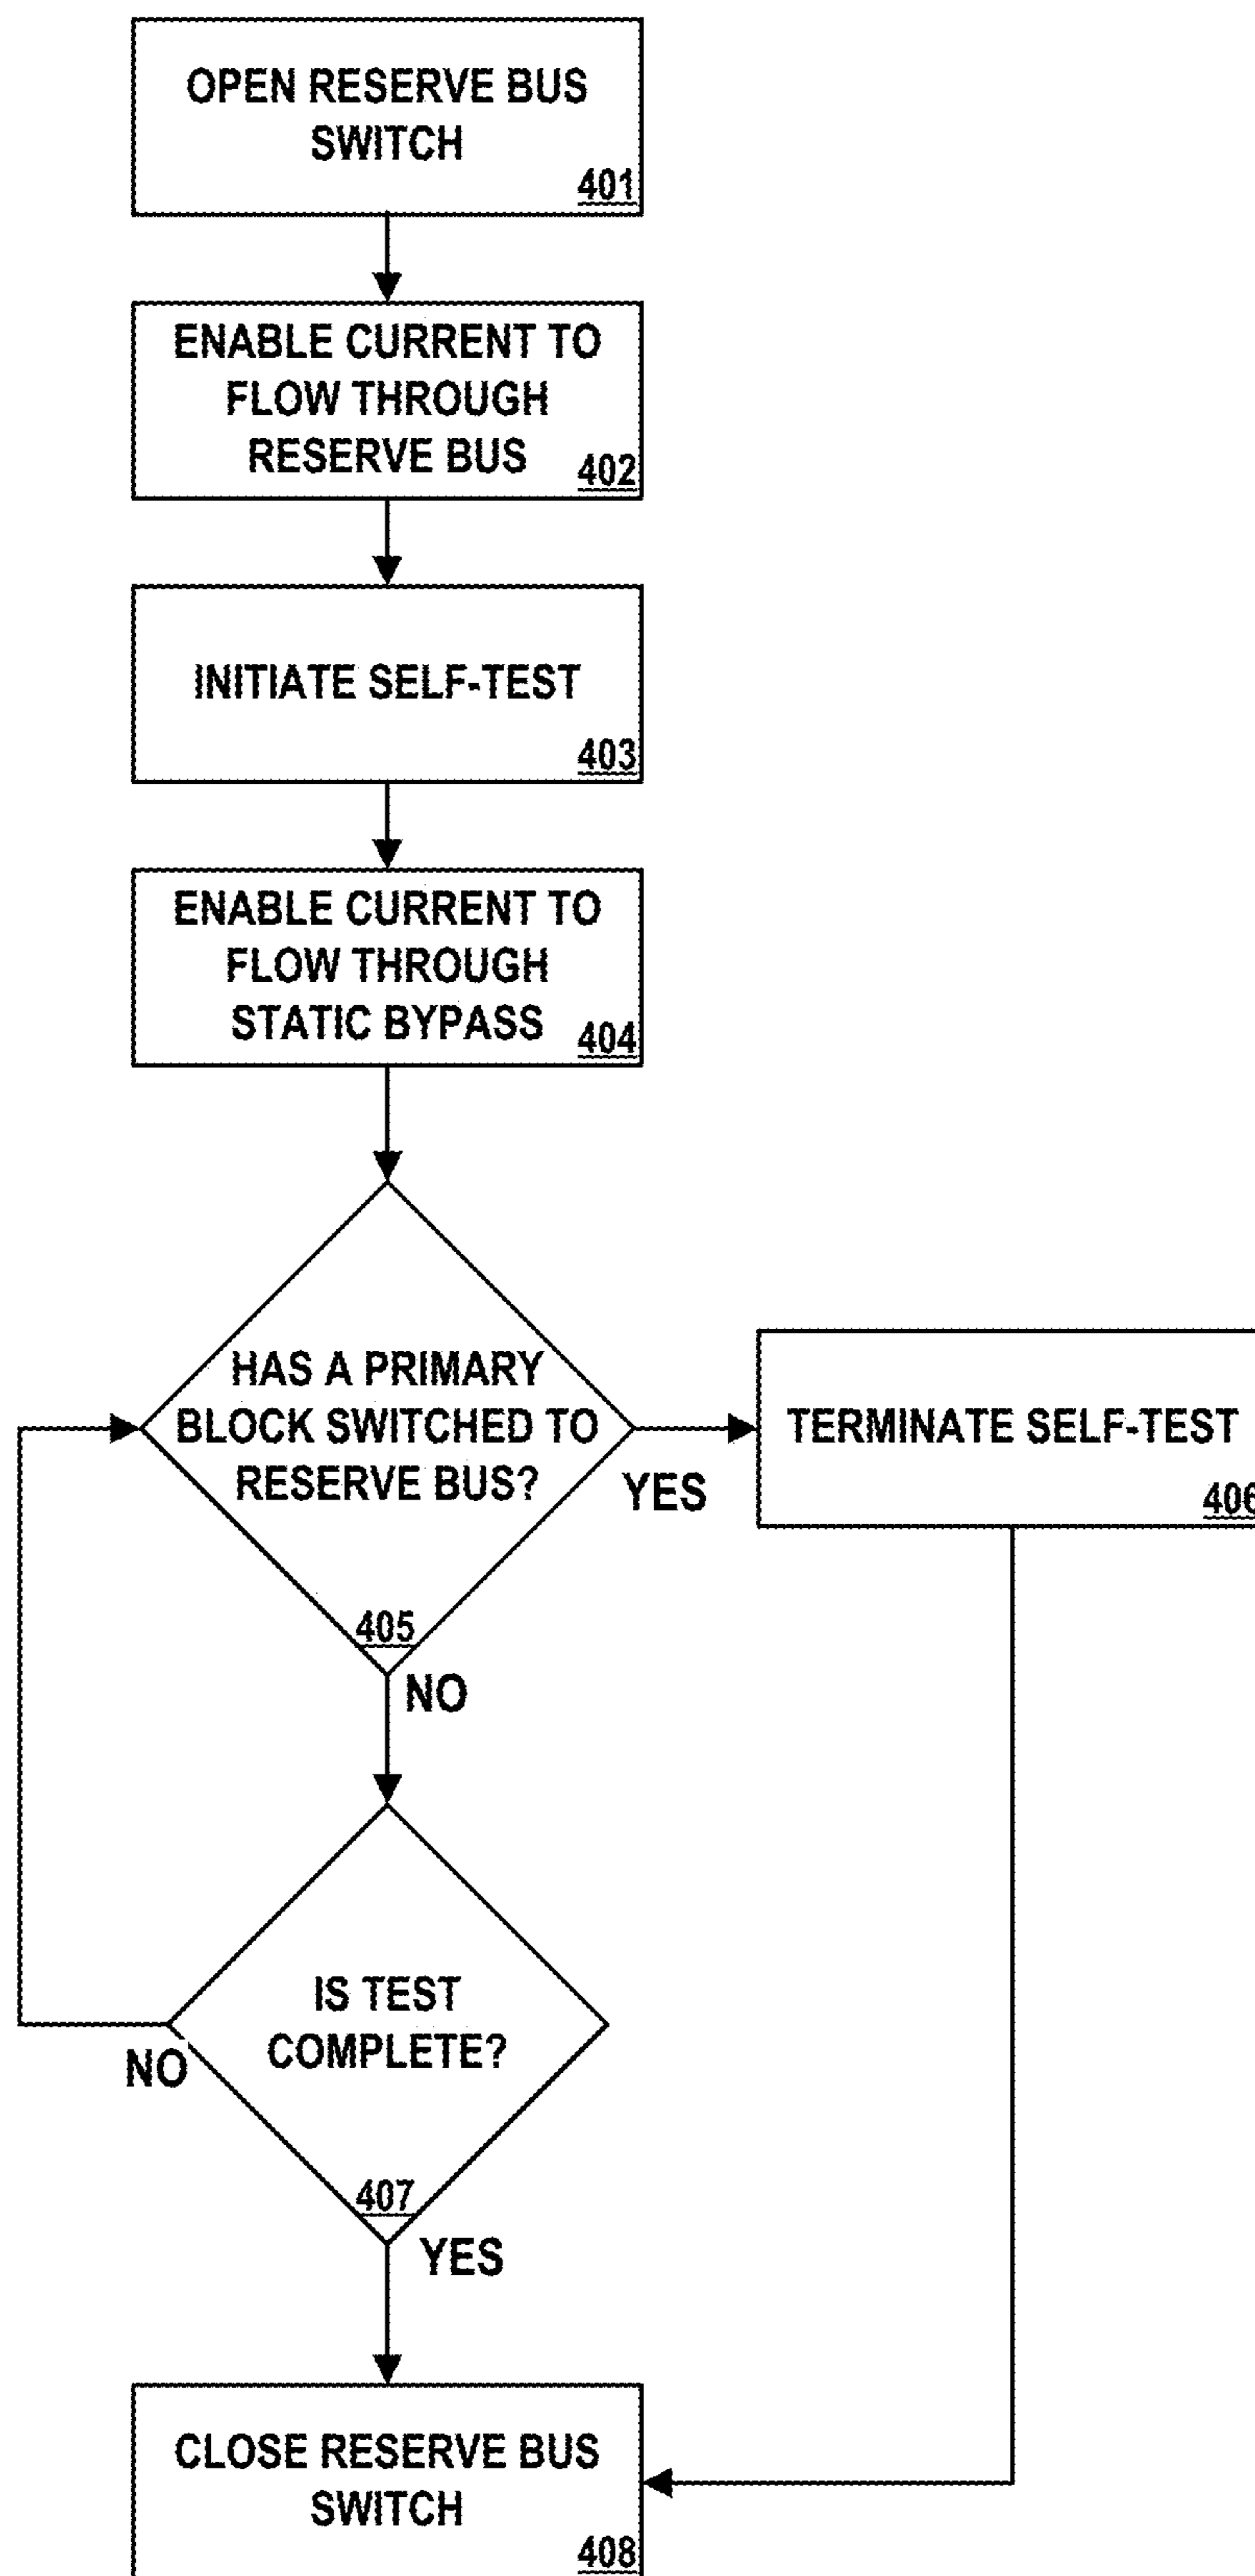 OPEN RESERVE BUS
SWITCH
401
ENABLE CURRENT TO
FLOW THROUGH
RESERVE BUS
402
INITIATE SELF-TEST
403
ENABLE CURRENT TO
FLOW THROUGH
STATIC BYPASS
404
HAS A PRIMARY
BLOCK SWITCHED TO
RESERVE BUS?
405
YES
TERMINATE SELF-TEST
406
NO
IS TEST
COMPLETE?
407
NO
YES
CLOSE RESERVE BUS
SWITCH
408